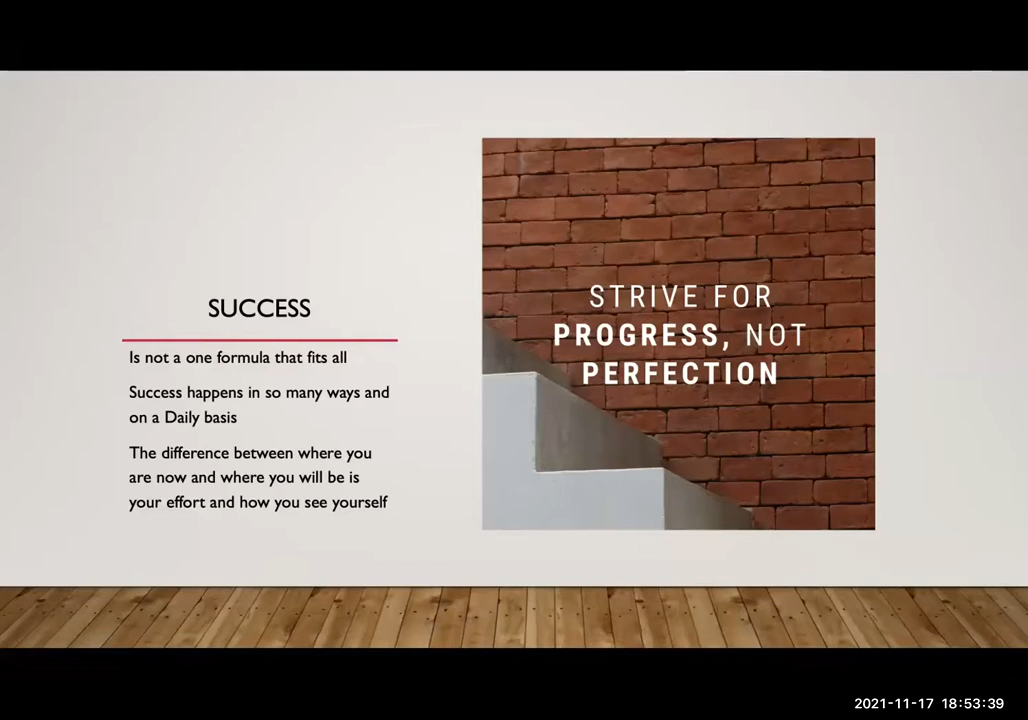 SUCCESS
Is not a one formula that fits all
Success happens in so many ways and
on a Daily basis
The difference between where you
are now and where you will be is
your effort and how you see yourself
STRIVE FOR
PROGRESS, NOT
PERFECTION
2021-11-17 18:53:39